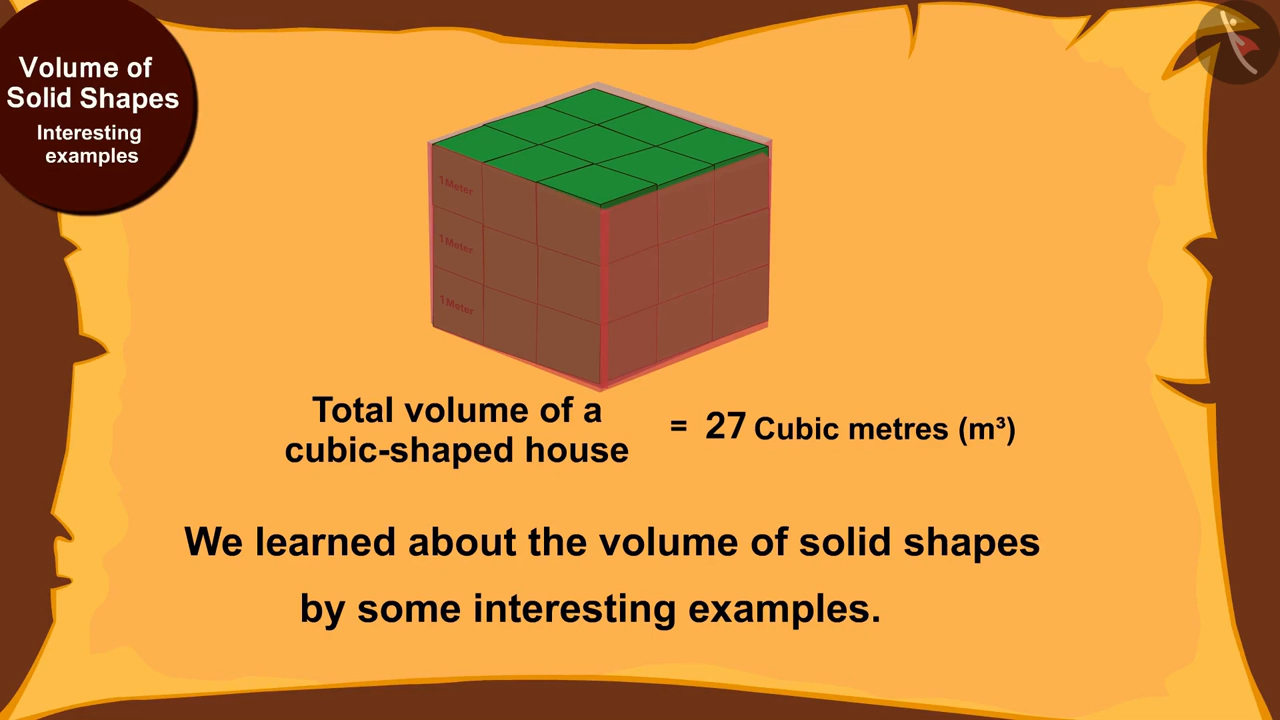 Volume of
Solid Shapes
Interesting
examples
1 Meter
1 Meter
1 Meter
Total volume of a
cubic-shaped house
= 27 Cubic metres (m³)
We learned about the volume of solid shapes
by some interesting examples.